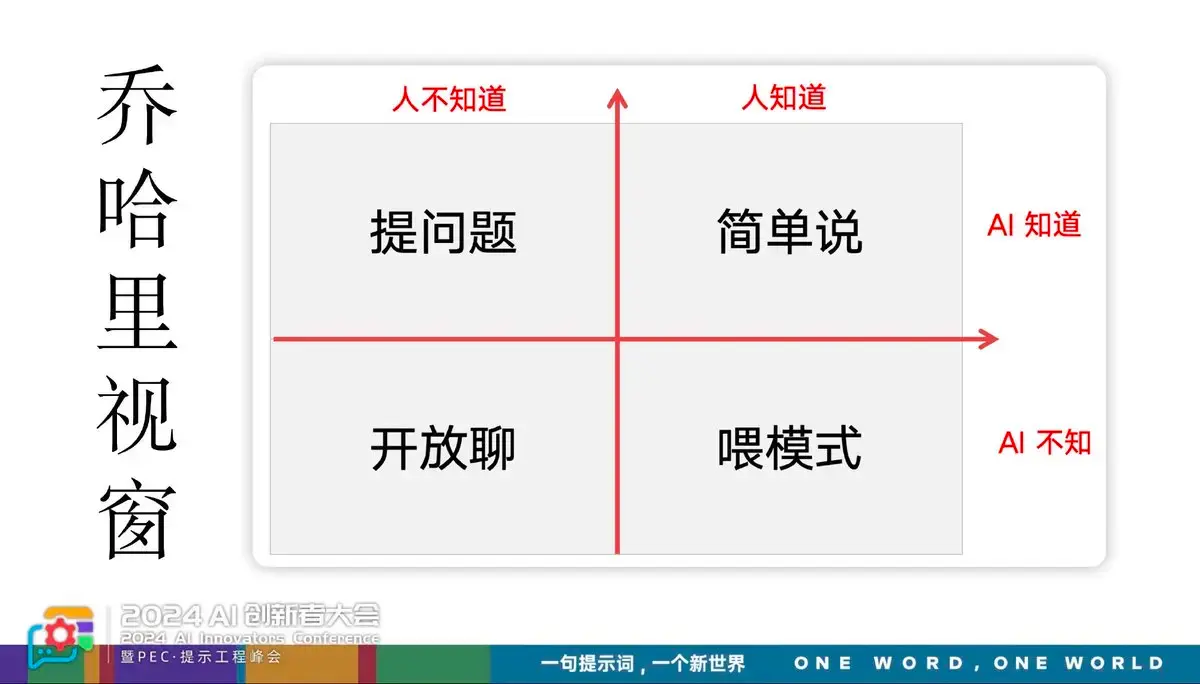 乔哈里视窗
人不知道
人知道
提问题
简单说
AI 知道
开放聊
喂模式
AI 不知
2024 AI 创新者大会
2024 AI Innovators Conference
暨PEC·提示工程峰会
一句提示词，一个新世界
ONE WORD, ONE WORLD